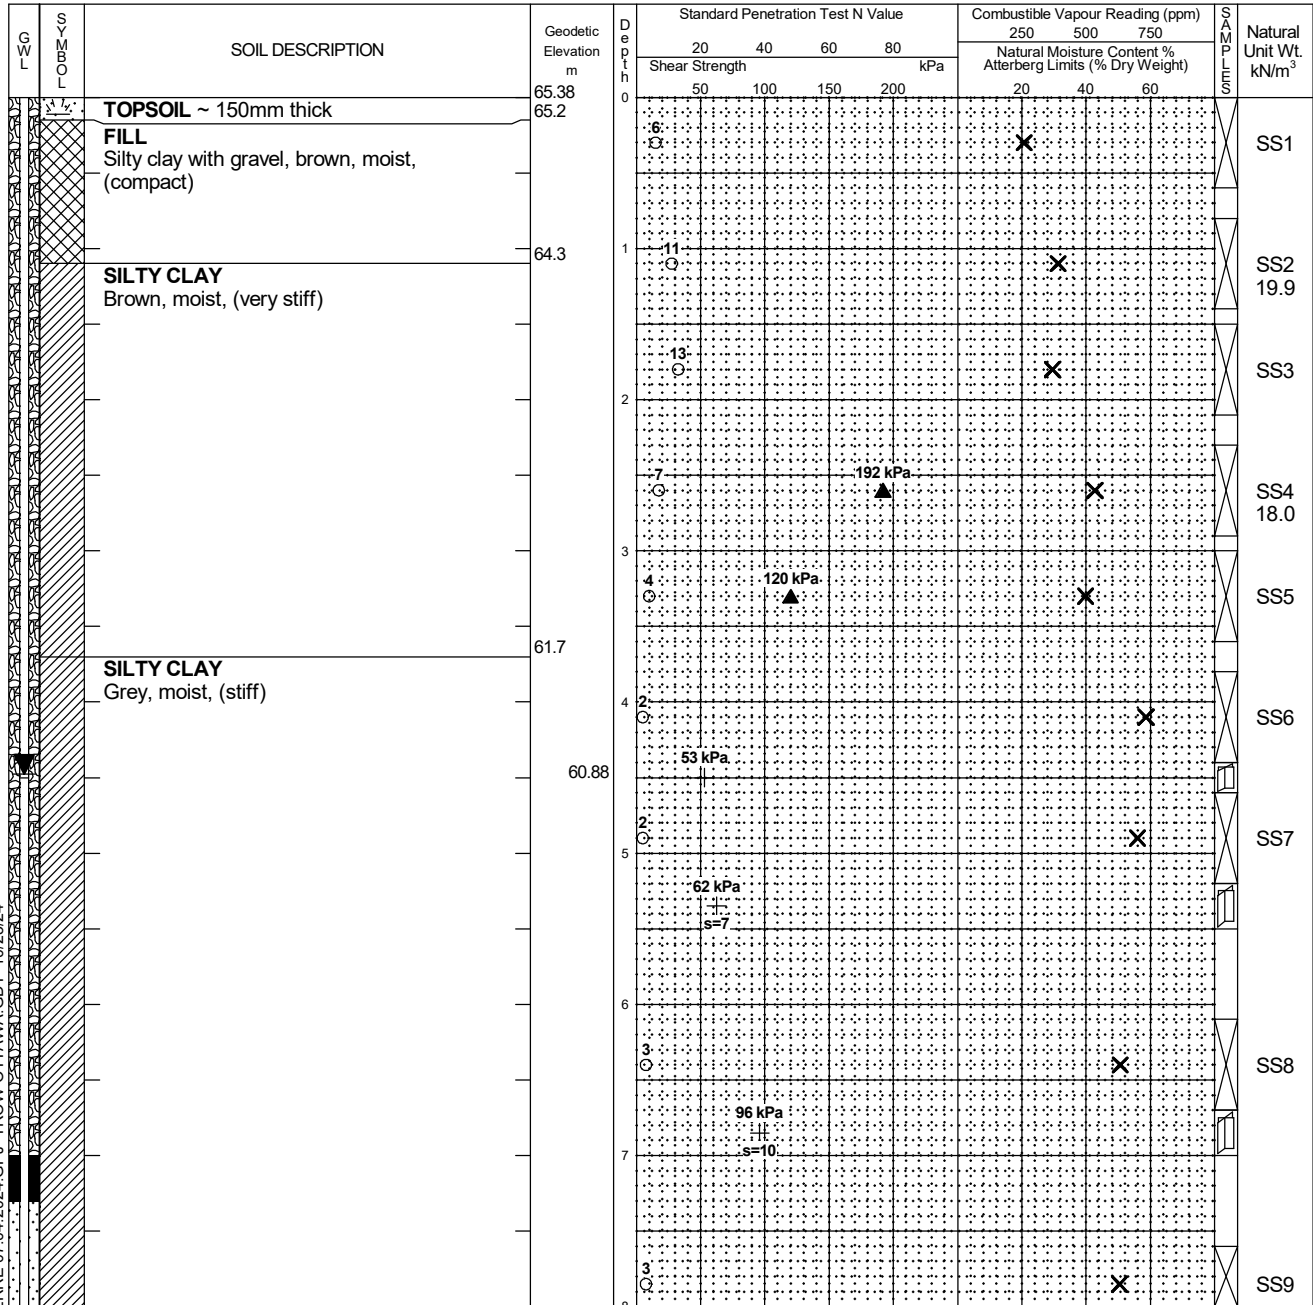 GWL
SYMBOL
SOIL DESCRIPTION
Geodetic
Elevation
m
65.38
Depth
Standard Penetration Test N Value
20 40 60 80
Shear Strength kPa
50 100 150 200
Combustible Vapour Reading (ppm)
250 500 750
Natural Moisture Content %
Atterberg Limits (% Dry Weight)
20 40 60
SAMPLES
Natural
Unit Wt.
kN/m³
0
TOPSOIL ~ 150mm thick
65.2
FILL
Silty clay with gravel, brown, moist,
(compact)
6
SS1
64.3
1
11
SS2
19.9
SILTY CLAY
Brown, moist, (very stiff)
13
SS3
2
7
192 kPa
SS4
18.0
3
4
120 kPa
SS5
61.7
SILTY CLAY
Grey, moist, (stiff)
4
2
SS6
60.88
53 kPa
2
SS7
5
62 kPa
s=7
6
3
SS8
96 kPa
s=10
7
3
SS9
8